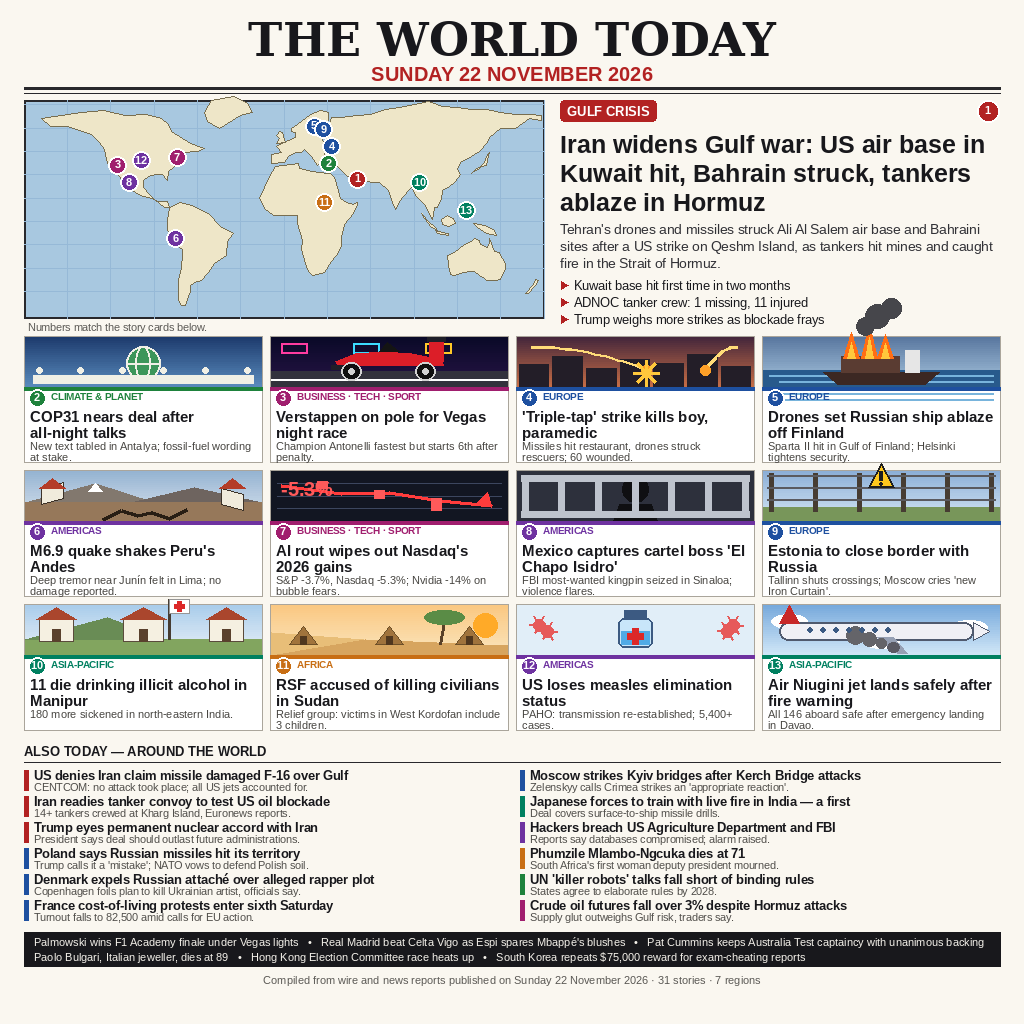 THE WORLD TODAY
SUNDAY 22 NOVEMBER 2026
5
9
4
3
12
7
2
8
1
10
11
13
6
Numbers match the story cards below.
GULF CRISIS
1
Iran widens Gulf war: US air base in
Kuwait hit, Bahrain struck, tankers
ablaze in Hormuz
Tehran's drones and missiles struck Ali Al Salem air base and Bahraini
sites after a US strike on Qeshm Island, as tankers hit mines and caught
fire in the Strait of Hormuz.
Kuwait base hit first time in two months
ADNOC tanker crew: 1 missing, 11 injured
Trump weighs more strikes as blockade frays
2 CLIMATE & PLANET
COP31 nears deal after
all-night talks
New text tabled in Antalya; fossil-fuel wording
at stake.
3 BUSINESS · TECH · SPORT
Verstappen on pole for Vegas
night race
Champion Antonelli fastest but starts 6th after
penalty.
4 EUROPE
'Triple-tap' strike kills boy,
paramedic
Missiles hit restaurant, drones struck
rescuers; 60 wounded.
5 EUROPE
Drones set Russian ship ablaze
off Finland
Sparta II hit in Gulf of Finland; Helsinki
tightens security.
6 AMERICAS
M6.9 quake shakes Peru's
Andes
Deep tremor near Junín felt in Lima; no
damage reported.
-5.3%
7 BUSINESS · TECH · SPORT
AI rout wipes out Nasdaq's
2026 gains
S&P -3.7%, Nasdaq -5.3%; Nvidia -14% on
bubble fears.
8 AMERICAS
Mexico captures cartel boss 'El
Chapo Isidro'
FBI most-wanted kingpin seized in Sinaloa;
violence flares.
!
9 EUROPE
Estonia to close border with
Russia
Tallinn shuts crossings; Moscow cries 'new
Iron Curtain'.
10 ASIA-PACIFIC
11 die drinking illicit alcohol in
Manipur
180 more sickened in north-eastern India.
11 AFRICA
RSF accused of killing civilians
in Sudan
Relief group: victims in West Kordofan include
3 children.
12 AMERICAS
US loses measles elimination
status
PAHO: transmission re-established; 5,400+
cases.
13 ASIA-PACIFIC
Air Niugini jet lands safely after
fire warning
All 146 aboard safe after emergency landing
in Davao.
ALSO TODAY — AROUND THE WORLD
US denies Iran claim missile damaged F-16 over Gulf
CENTCOM: no attack took place; all US jets accounted for.
Iran readies tanker convoy to test US oil blockade
14+ tankers crewed at Kharg Island, Euronews reports.
Trump eyes permanent nuclear accord with Iran
President says deal should outlast future administrations.
Poland says Russian missiles hit its territory
Trump calls it a 'mistake'; NATO vows to defend Polish soil.
Denmark expels Russian attaché over alleged rapper plot
Copenhagen foils plan to kill Ukrainian artist, officials say.
France cost-of-living protests enter sixth Saturday
Turnout falls to 82,500 amid calls for EU action.
Moscow strikes Kyiv bridges after Kerch Bridge attacks
Zelenskyy calls Crimea strikes an 'appropriate reaction'.
Japanese forces to train with live fire in India — a first
Deal covers surface-to-ship missile drills.
Hackers breach US Agriculture Department and FBI
Reports say databases compromised; alarm raised.
Phumzile Mlambo-Ngcuka dies at 71
South Africa's first woman deputy president mourned.
UN 'killer robots' talks fall short of binding rules
States agree to elaborate rules by 2028.
Crude oil futures fall over 3% despite Hormuz attacks
Supply glut outweighs Gulf risk, traders say.
Palmowski wins F1 Academy finale under Vegas lights • Real Madrid beat Celta Vigo as Espi spares Mbappé's blushes • Pat Cummins keeps Australia Test captaincy with unanimous backing
Paolo Bulgari, Italian jeweller, dies at 89 • Hong Kong Election Committee race heats up • South Korea repeats $75,000 reward for exam-cheating reports
Compiled from wire and news reports published on Sunday 22 November 2026 · 31 stories · 7 regions